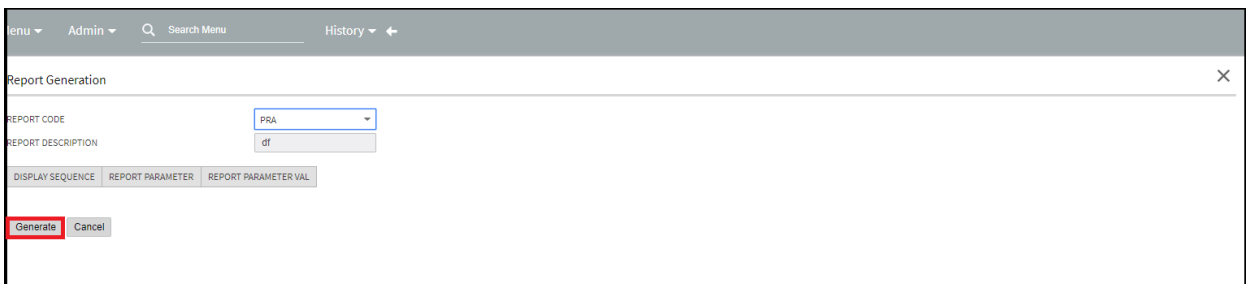 lenu Admin Search Menu History
Report Generation
REPORT CODE PRA
REPORT DESCRIPTION df
DISPLAY SEQUENCE REPORT PARAMETER REPORT PARAMETER VAL
Generate Cancel